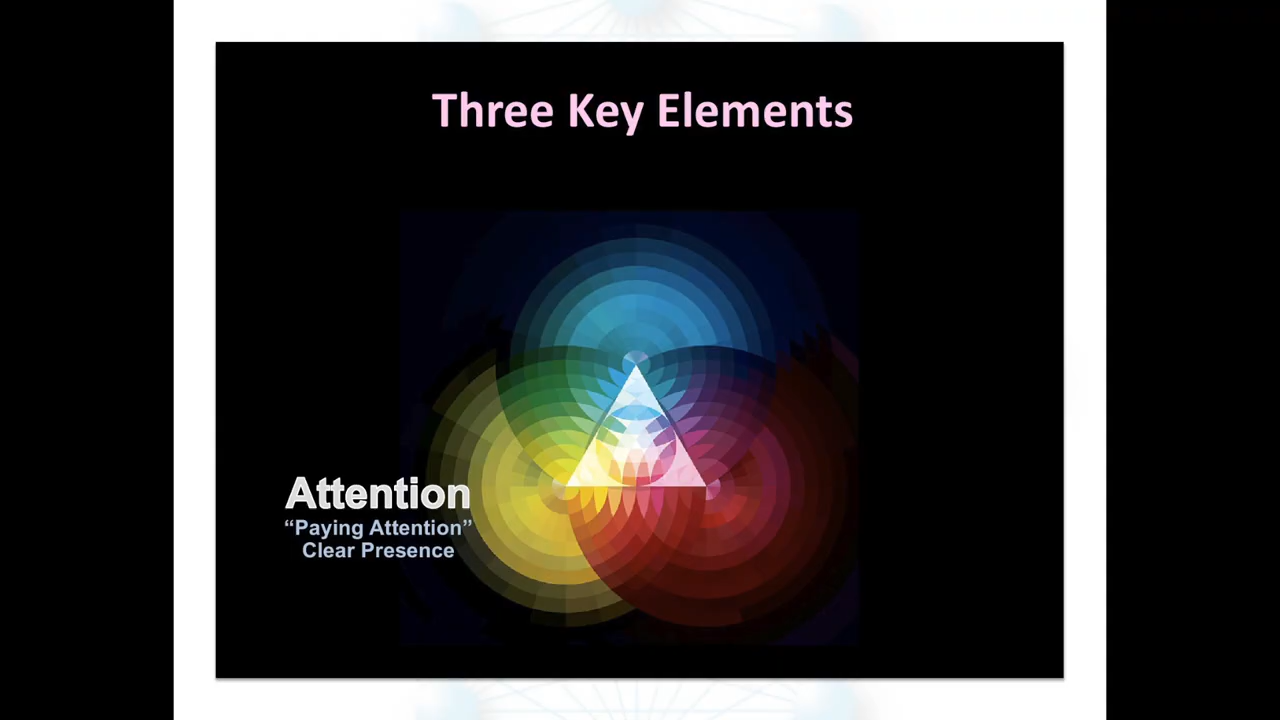 Three Key Elements
Attention
“Paying Attention”
Clear Presence